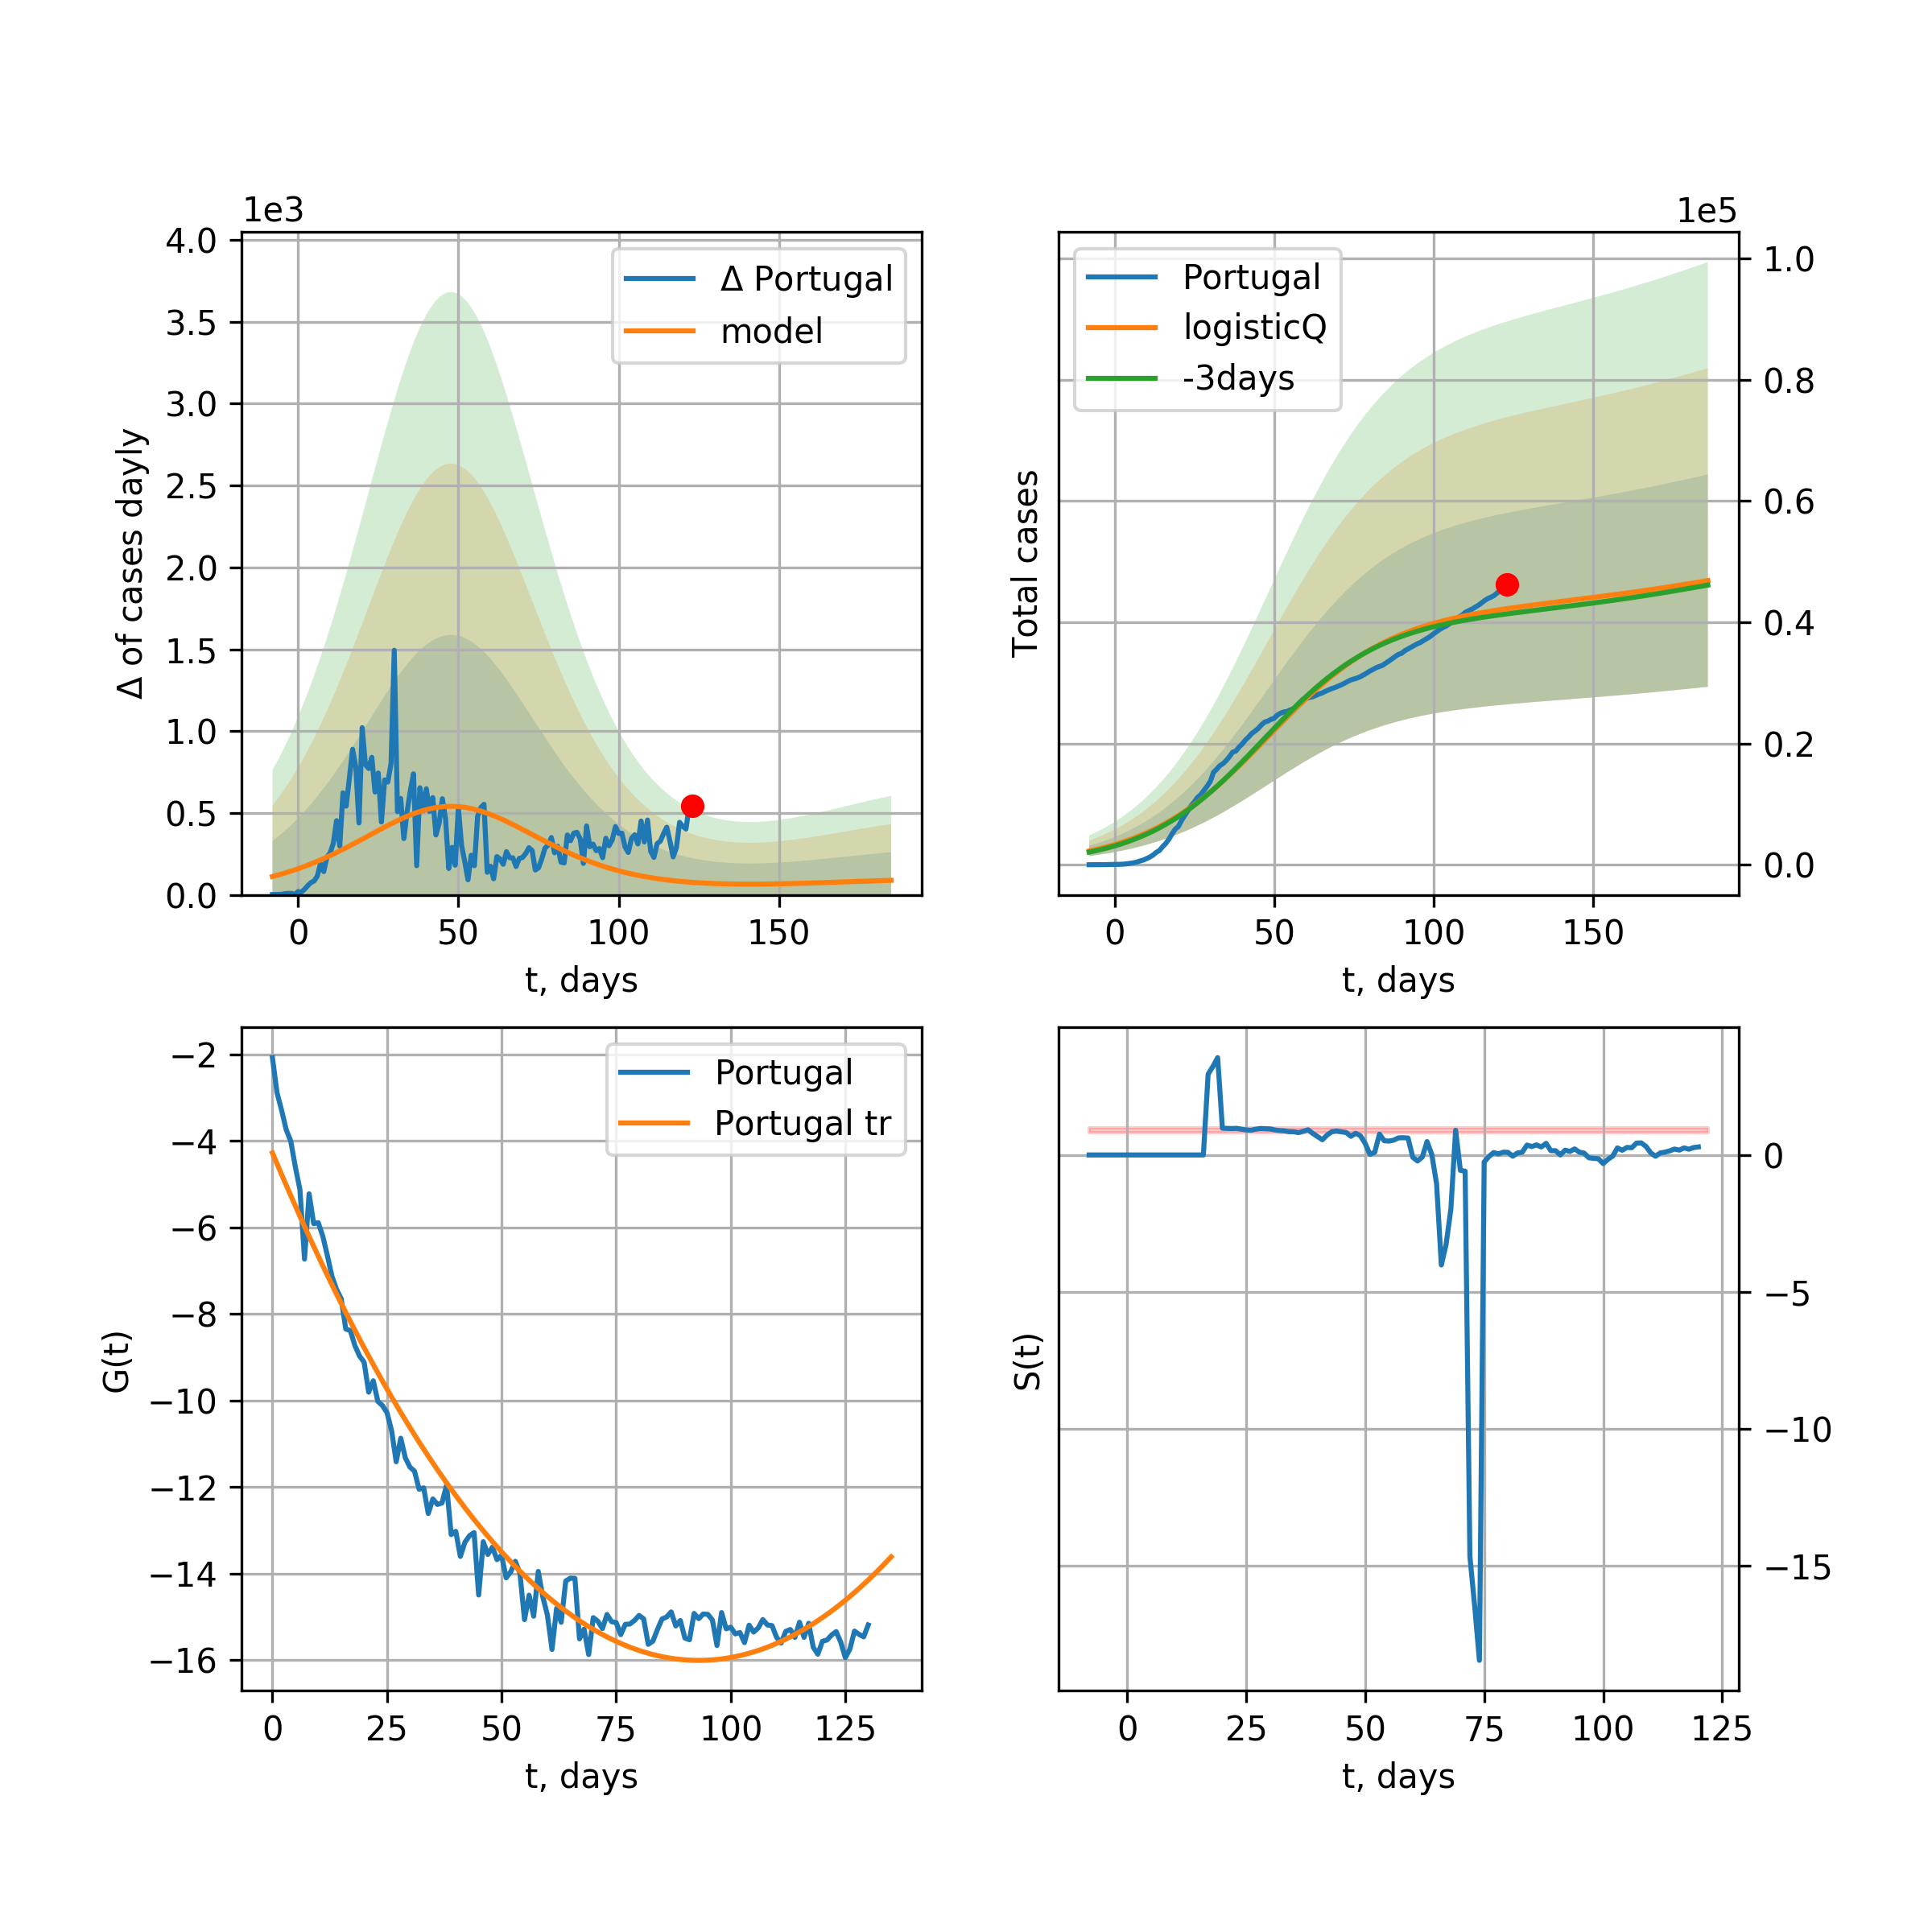 1e3
4.0
3.5
3.0
2.5
2.0
1.5
1.0
0.5
0.0
Δ of cases dayly
Δ Portugal
model
0 50 100 150
t, days
1e5
1.0
0.8
0.6
0.4
0.2
0.0
Total cases
Portugal
logisticQ
-3days
0 50 100 150
t, days
−2
−4
−6
−8
−10
−12
−14
−16
G(t)
Portugal
Portugal tr
0 25 50 75 100 125
t, days
S(t)
0
−5
−10
−15
0 25 50 75 100 125
t, days